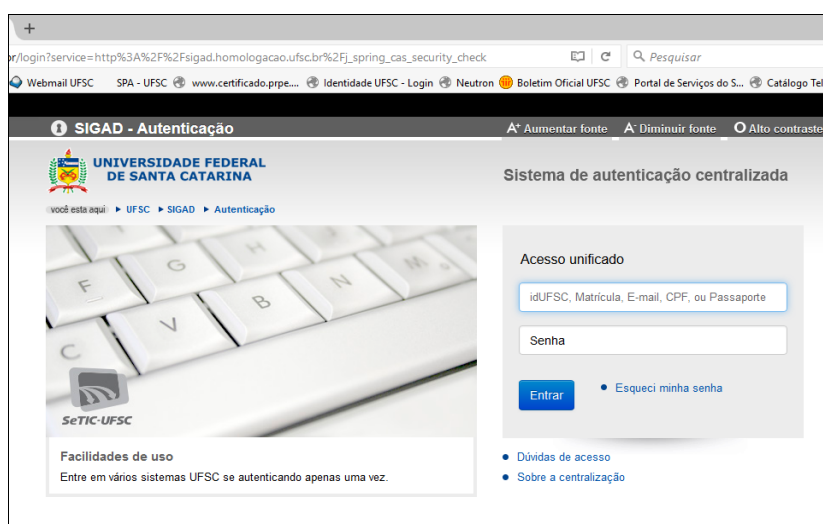 +
or/login?service=http%3A%2F%2Fsigad.homologacao.ufsc.br%2Fj_spring_cas_security_check Pesquisar
Webmail UFSC SPA - UFSC www.certificado.prpe.... Identidade UFSC - Login Neutron Boletim Oficial UFSC Portal de Serviços do S... Catálogo Tel
SIGAD - Autenticação A+ Aumentar fonte A- Diminuir fonte Alto contraste
UNIVERSIDADE FEDERAL
DE SANTA CATARINA
Sistema de autenticação centralizada
você esta aqui UFSC SIGAD Autenticação
F G H N M
C V B
SeTIC-UFSC
Acesso unificado
idUFSC, Matrícula, E-mail, CPF, ou Passaporte
Senha
Entrar Esqueci minha senha
Facilidades de uso
Entre em vários sistemas UFSC se autenticando apenas uma vez.
Dúvidas de acesso
Sobre a centralização